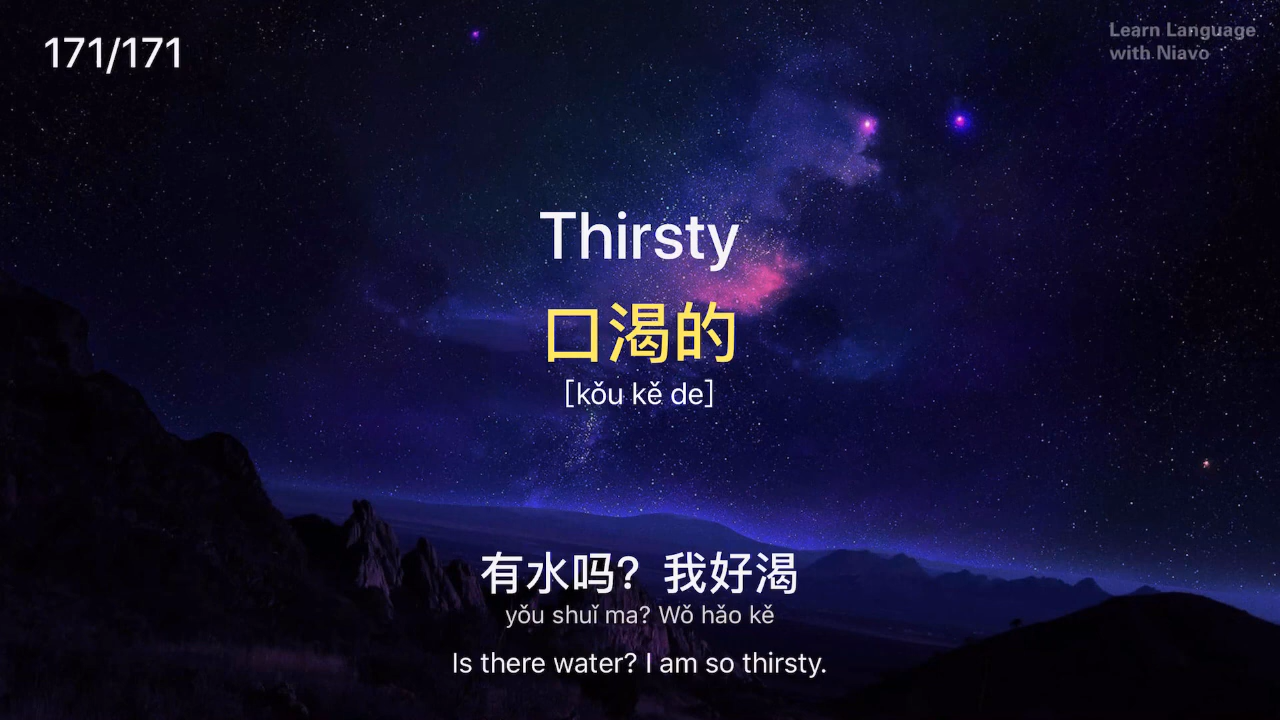 171/171
Learn Language
with Niavo
Thirsty
口渴的
[kǒu kě de]
有水吗？我好渴
yǒu shuǐ ma? Wǒ hǎo kě
Is there water? I am so thirsty.